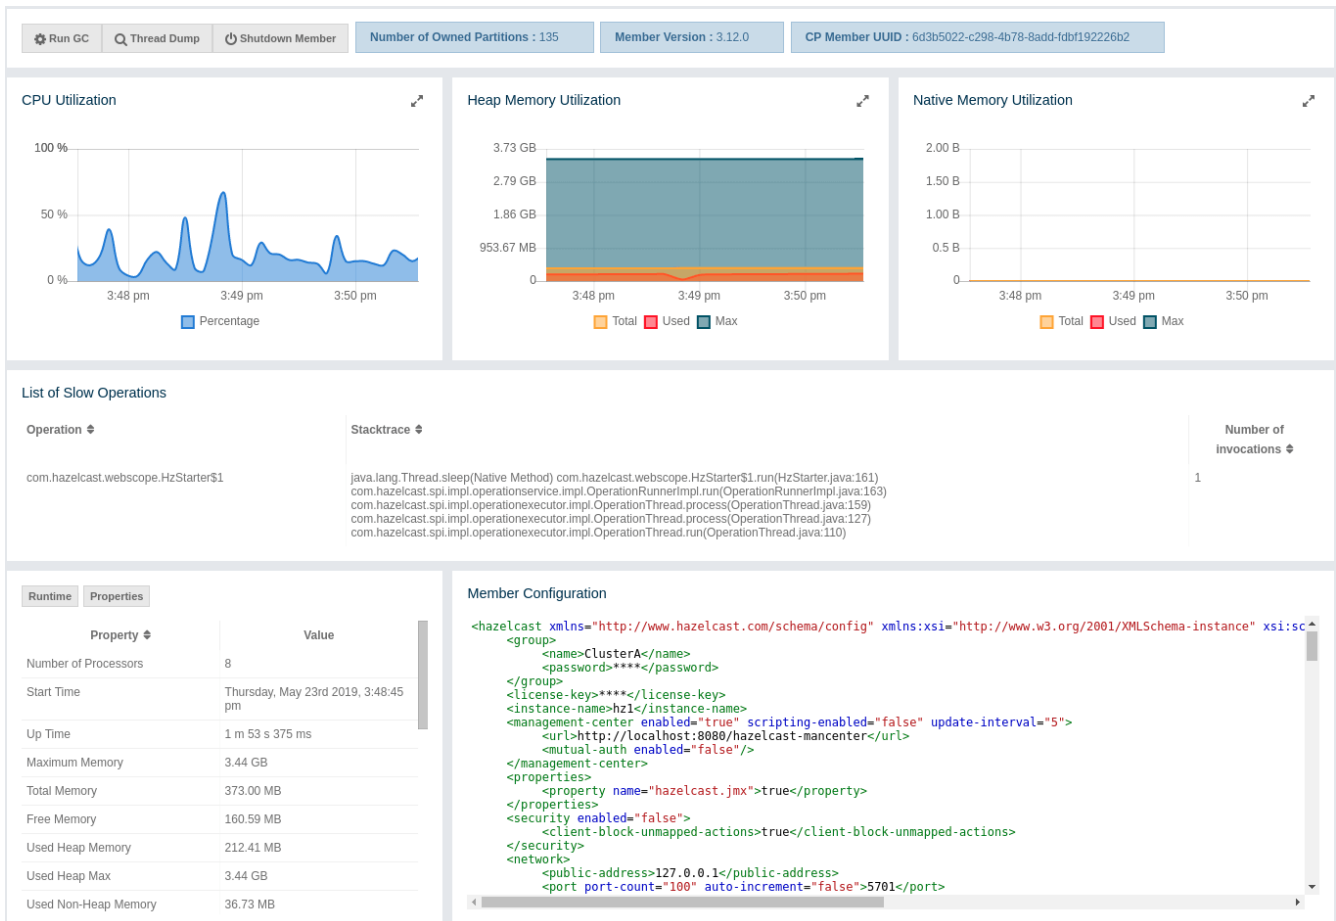 Run GC Thread Dump Shutdown Member Number of Owned Partitions : 135 Member Version : 3.12.0 CP Member UUID : 6d3b5022-c298-4b78-8add-fdbf192226b2
CPU Utilization
100 %
50 %
0 %
3:48 pm 3:49 pm 3:50 pm
Percentage
Heap Memory Utilization
3.73 GB
2.79 GB
1.86 GB
953.67 MB
0
3:48 pm 3:49 pm 3:50 pm
Total Used Max
Native Memory Utilization
2.00 B
1.50 B
1.00 B
0.5 B
0
3:48 pm 3:49 pm 3:50 pm
Total Used Max
List of Slow Operations
Operation Stacktrace Number of
invocations
com.hazelcast.webscope.HzStarter$1 java.lang.Thread.sleep(Native Method) com.hazelcast.webscope.HzStarter$1.run(HzStarter.java:161) 1
com.hazelcast.spi.impl.operationservice.impl.OperationRunnerImpl.run(OperationRunnerImpl.java:163)
com.hazelcast.spi.impl.operationexecutor.impl.OperationThread.process(OperationThread.java:159)
com.hazelcast.spi.impl.operationexecutor.impl.OperationThread.process(OperationThread.java:127)
com.hazelcast.spi.impl.operationexecutor.impl.OperationThread.run(OperationThread.java:110)
Runtime Properties
Property Value
Number of Processors 8
Start Time Thursday, May 23rd 2019, 3:48:45
pm
Up Time 1 m 53 s 375 ms
Maximum Memory 3.44 GB
Total Memory 373.00 MB
Free Memory 160.59 MB
Used Heap Memory 212.41 MB
Used Heap Max 3.44 GB
Used Non-Heap Memory 36.73 MB
Member Configuration
<hazelcast xmlns="http://www.hazelcast.com/schema/config" xmlns:xsi="http://www.w3.org/2001/XMLSchema-instance" xsi:sc
<group>
<name>ClusterA</name>
<password>****</password>
</group>
<license-key>****</license-key>
<instance-name>hz1</instance-name>
<management-center enabled="true" scripting-enabled="false" update-interval="5">
<url>http://localhost:8080/hazelcast-mancenter</url>
<mutual-auth enabled="false"/>
</management-center>
<properties>
<property name="hazelcast.jmx">true</property>
</properties>
<security enabled="false">
<client-block-unmapped-actions>true</client-block-unmapped-actions>
</security>
<network>
<public-address>127.0.0.1</public-address>
<port port-count="100" auto-increment="false">5701</port>